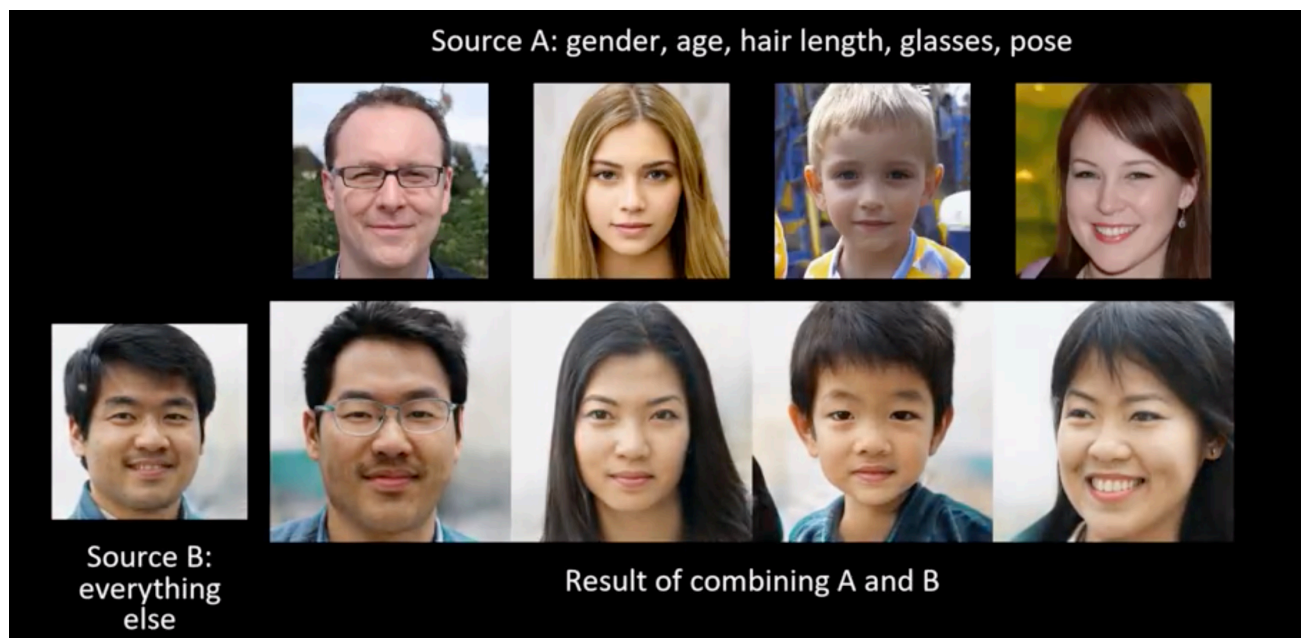 Source A: gender, age, hair length, glasses, pose
Source B:
everything
else
Result of combining A and B